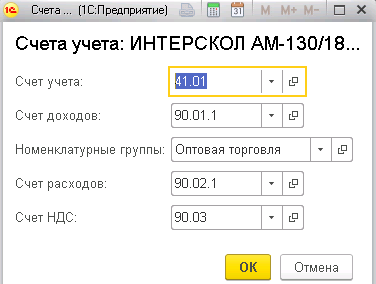 Счета ... (1С:Предприятие) M M+ M-
Счета учета: ИНТЕРСКОЛ АМ-130/18...
Счет учета: 41.01
Счет доходов: 90.01.1
Номенклатурные группы: Оптовая торговля
Счет расходов: 90.02.1
Счет НДС: 90.03
ОК Отмена